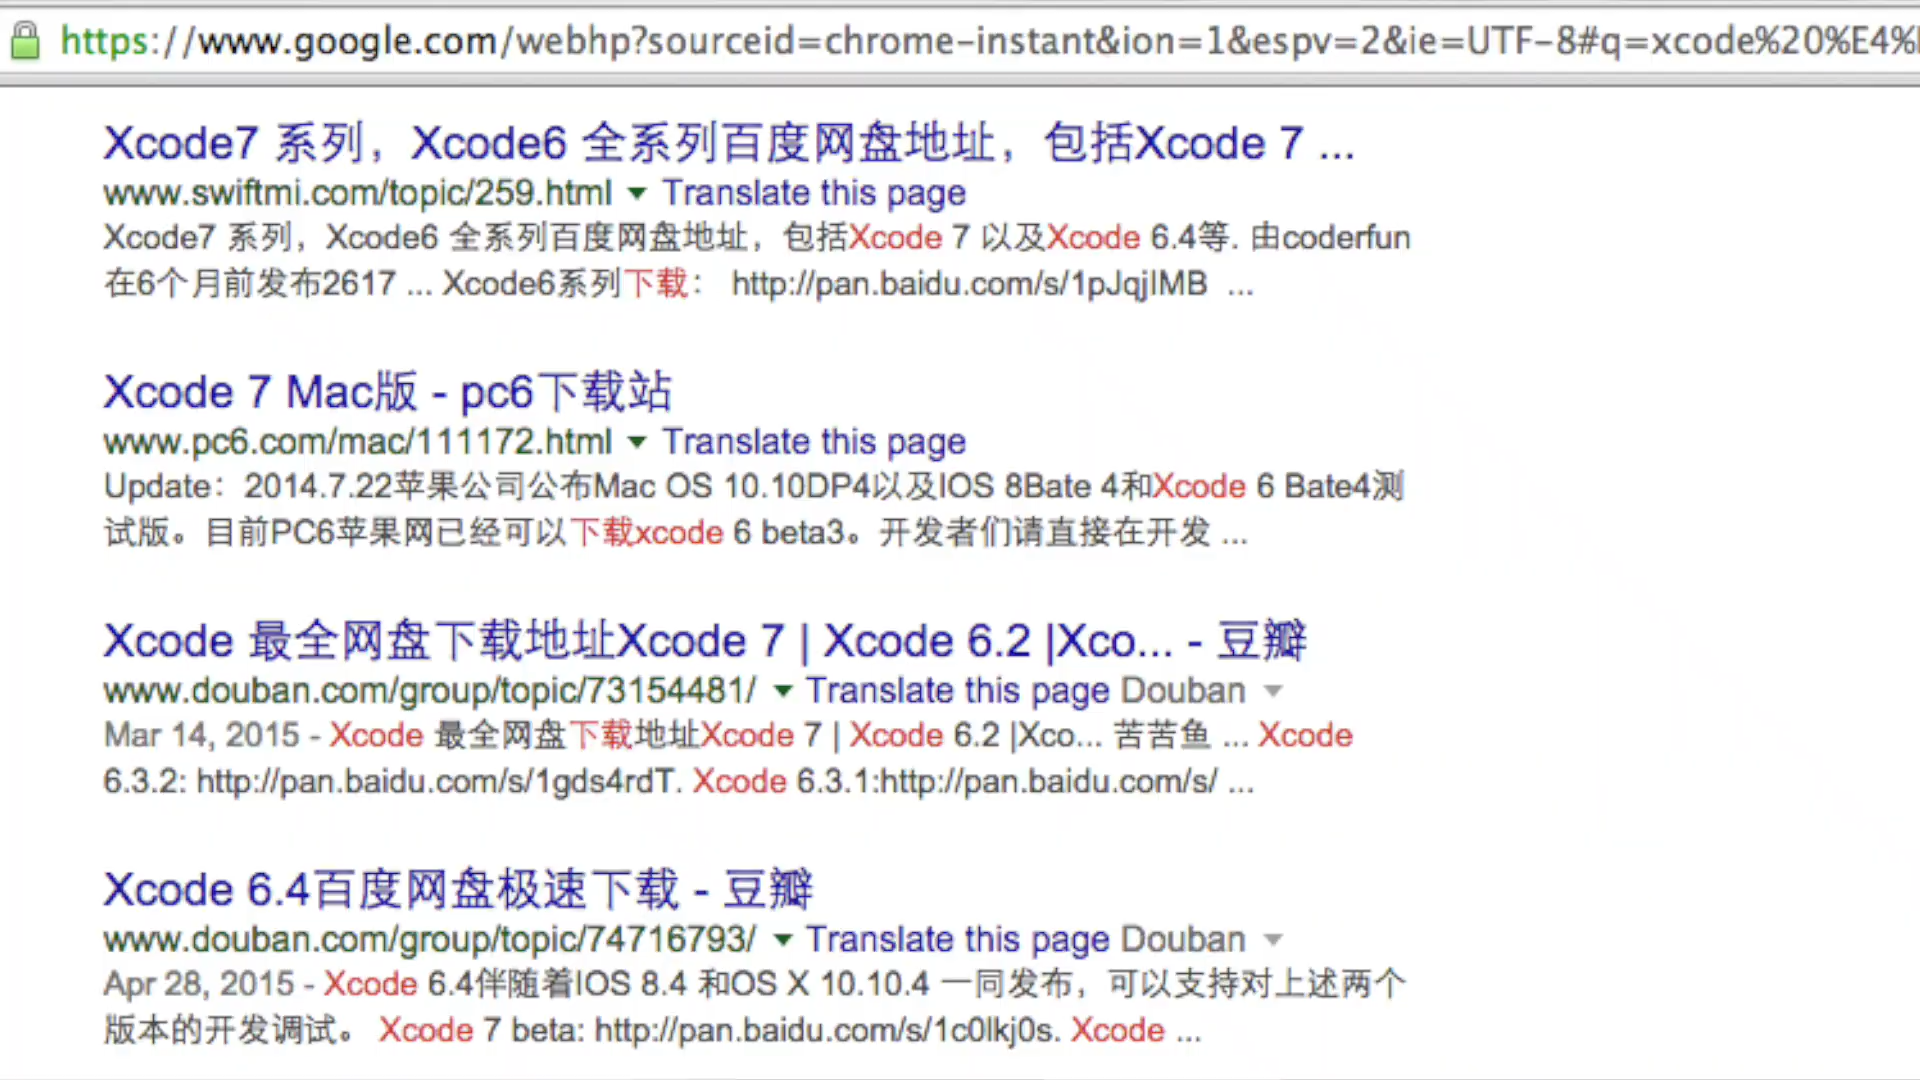 https://www.google.com/webhp?sourceid=chrome-instant&ion=1&espv=2&ie=UTF-8#q=xcode%20%E4%
Xcode7 系列，Xcode6 全系列百度网盘地址，包括Xcode 7 ...
www.swiftmi.com/topic/259.html ▼ Translate this page
Xcode7 系列，Xcode6 全系列百度网盘地址，包括Xcode 7 以及Xcode 6.4等. 由coderfun
在6个月前发布2617 ... Xcode6系列下载： http://pan.baidu.com/s/1pJqjIMB ...
Xcode 7 Mac版 - pc6下载站
www.pc6.com/mac/111172.html ▼ Translate this page
Update：2014.7.22苹果公司公布Mac OS 10.10DP4以及IOS 8Bate 4和Xcode 6 Bate4测
试版。目前PC6苹果网已经可以下载xcode 6 beta3。开发者们请直接在开发 ...
Xcode 最全网盘下载地址Xcode 7 | Xcode 6.2 |Xco... - 豆瓣
www.douban.com/group/topic/73154481/ ▼ Translate this page Douban ▼
Mar 14, 2015 - Xcode 最全网盘下载地址Xcode 7 | Xcode 6.2 |Xco... 苦苦鱼 ... Xcode
6.3.2: http://pan.baidu.com/s/1gds4rdT. Xcode 6.3.1:http://pan.baidu.com/s/ ...
Xcode 6.4百度网盘极速下载 - 豆瓣
www.douban.com/group/topic/74716793/ ▼ Translate this page Douban ▼
Apr 28, 2015 - Xcode 6.4伴随着IOS 8.4 和OS X 10.10.4 一同发布，可以支持对上述两个
版本的开发调试。 Xcode 7 beta: http://pan.baidu.com/s/1c0lkj0s. Xcode ...